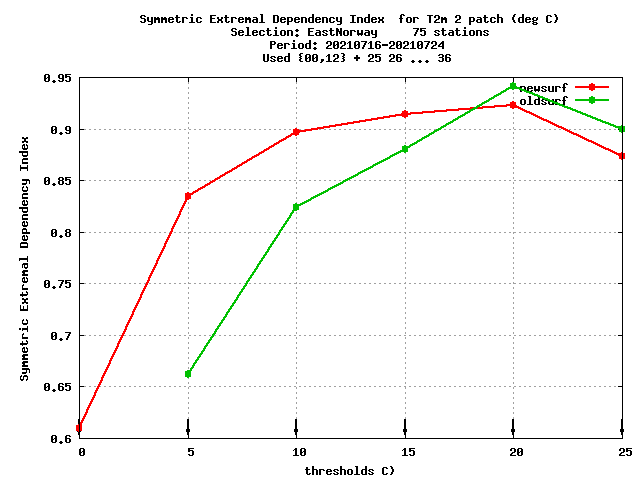 Symmetric Extremal Dependency Index for T2m 2 patch (deg C)
Selection: EastNorway 75 stations
Period: 20210716-20210724
Used {00,12} + 25 26 ... 36
0.95
newsurf
oldsurf
0.9
0.85
0.8
0.75
0.7
0.65
0.6
Symmetric Extremal Dependency Index
0 5 10 15 20 25
thresholds C)